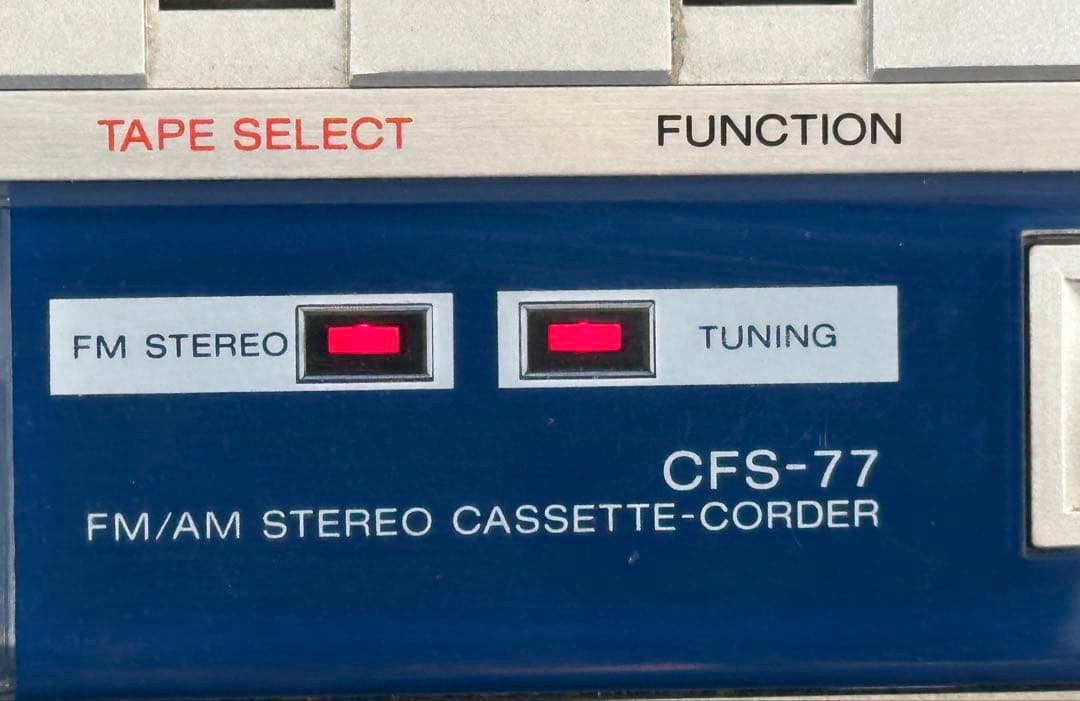 TAPE SELECT FUNCTION
FM STEREO TUNING
CFS-77
FM/AM STEREO CASSETTE-CORDER